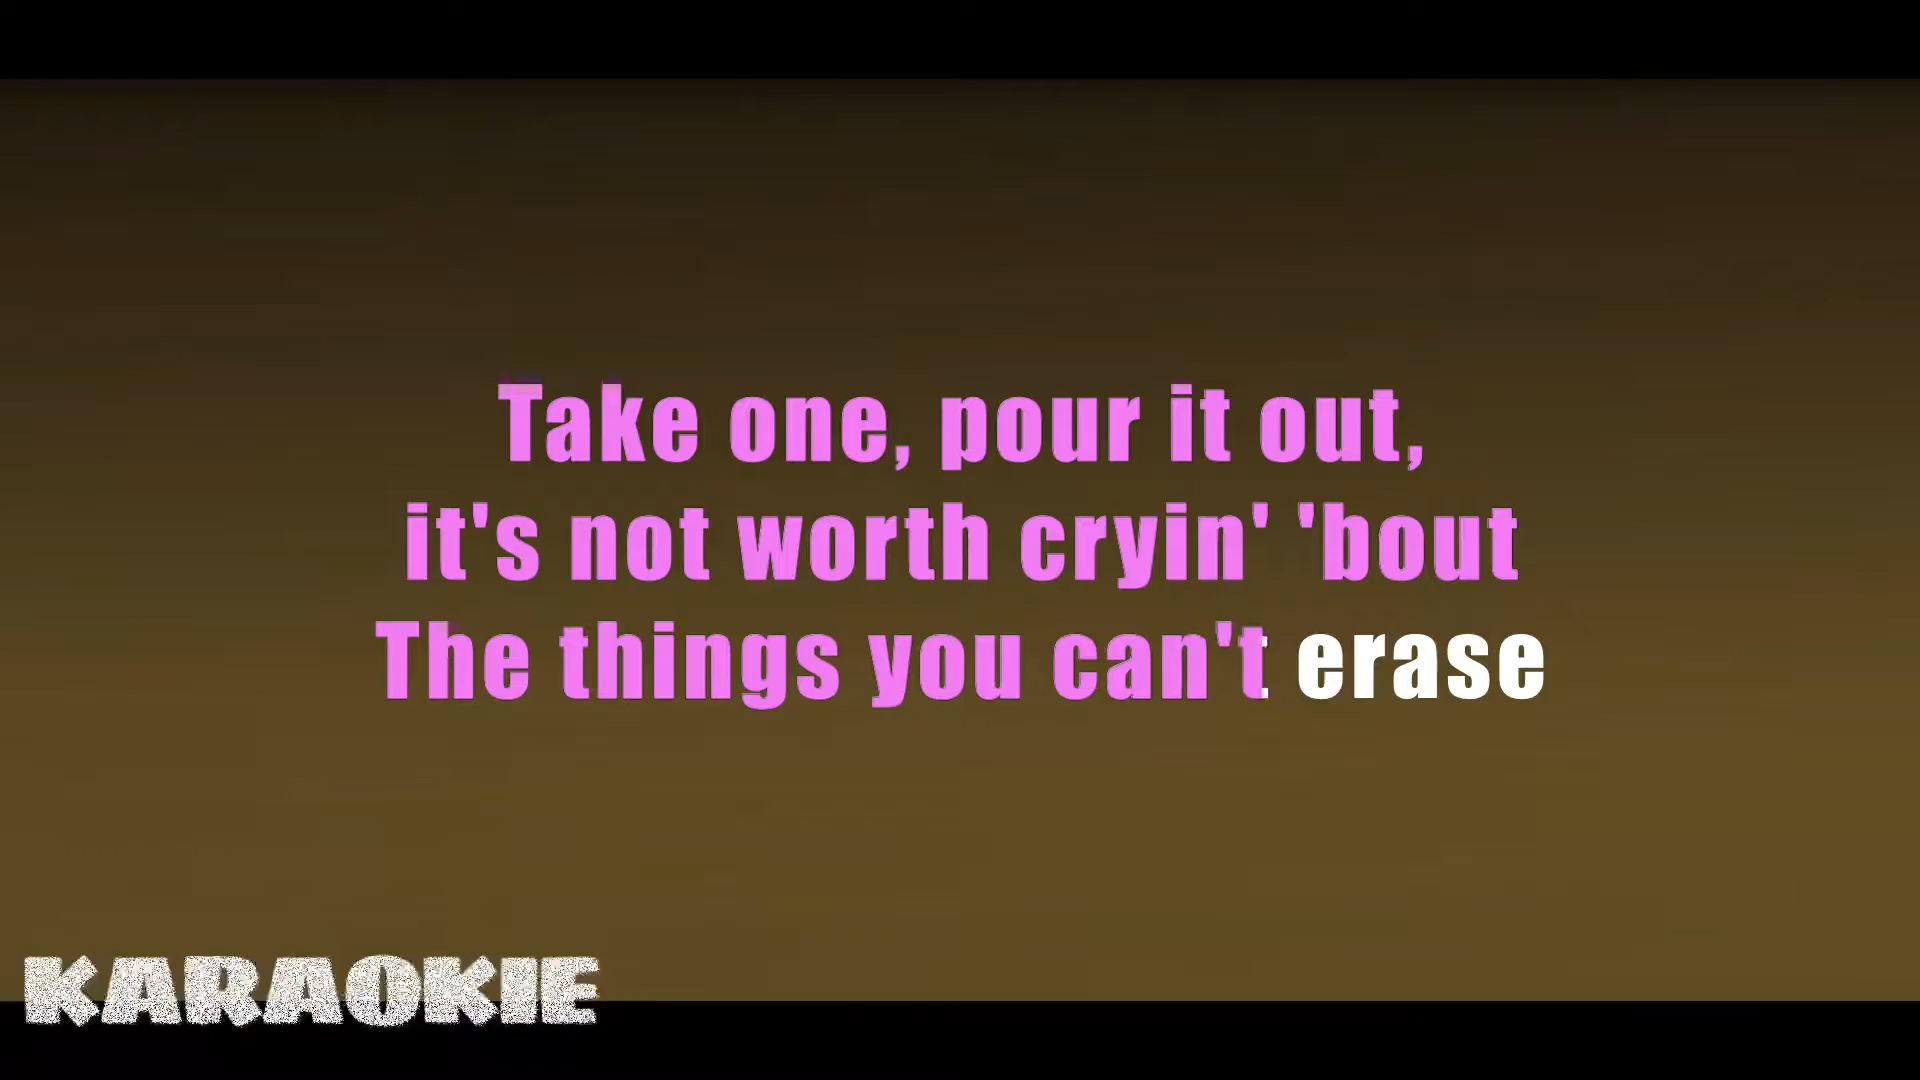 Take one, pour it out,
it's not worth cryin' 'bout
The things you can't erase
KARAOKIE